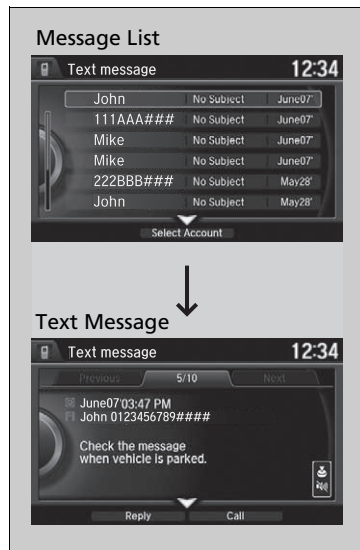 Message List
Text message 12:34
John No Subject June07'
111AAA### No Subject June07'
Mike No Subject June07'
Mike No Subject June07'
222BBB### No Subject May28'
John No Subject May28'
Select Account
Text Message
Text message 12:34
Previous 5/10 Next
June07'03:47 PM
John 0123456789####
Check the message
when vehicle is parked.
Reply Call